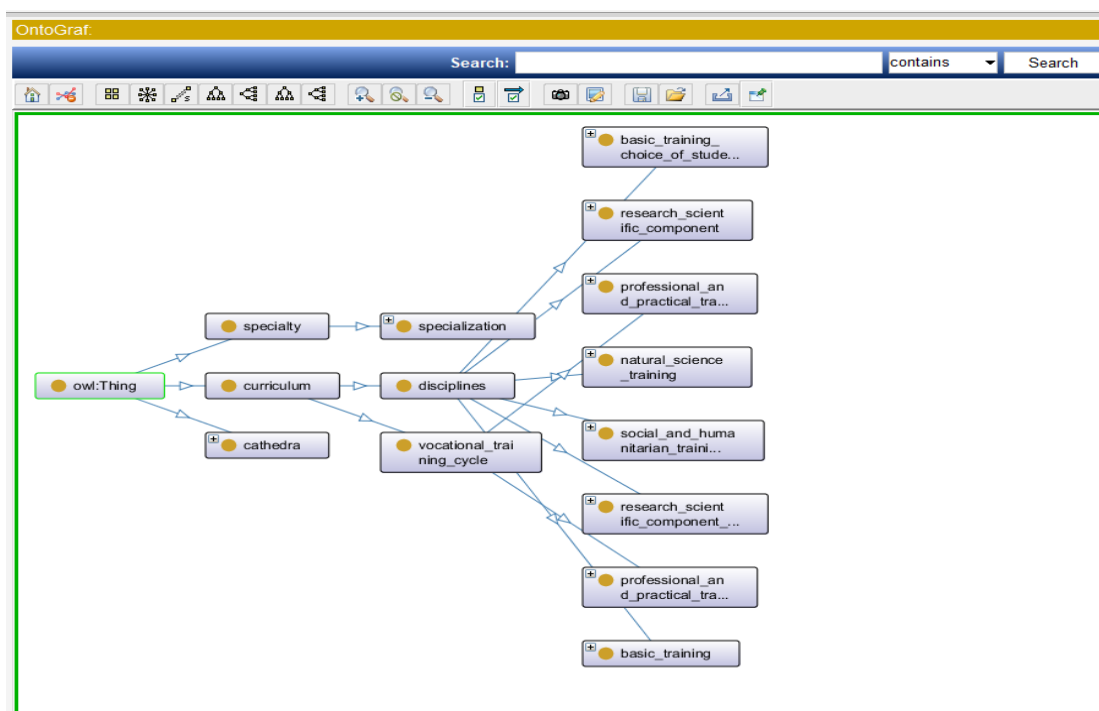 OntoGraf:
Search:
contains
Search
basic_training_
choice_of_stude...
research_scient
ific_component
professional_an
d_practical_tra...
specialty
specialization
natural_science
_training
owl:Thing
curriculum
disciplines
social_and_huma
nitarian_traini...
cathedra
vocational_trai
ning_cycle
research_scient
ific_component_...
professional_an
d_practical_tra...
basic_training